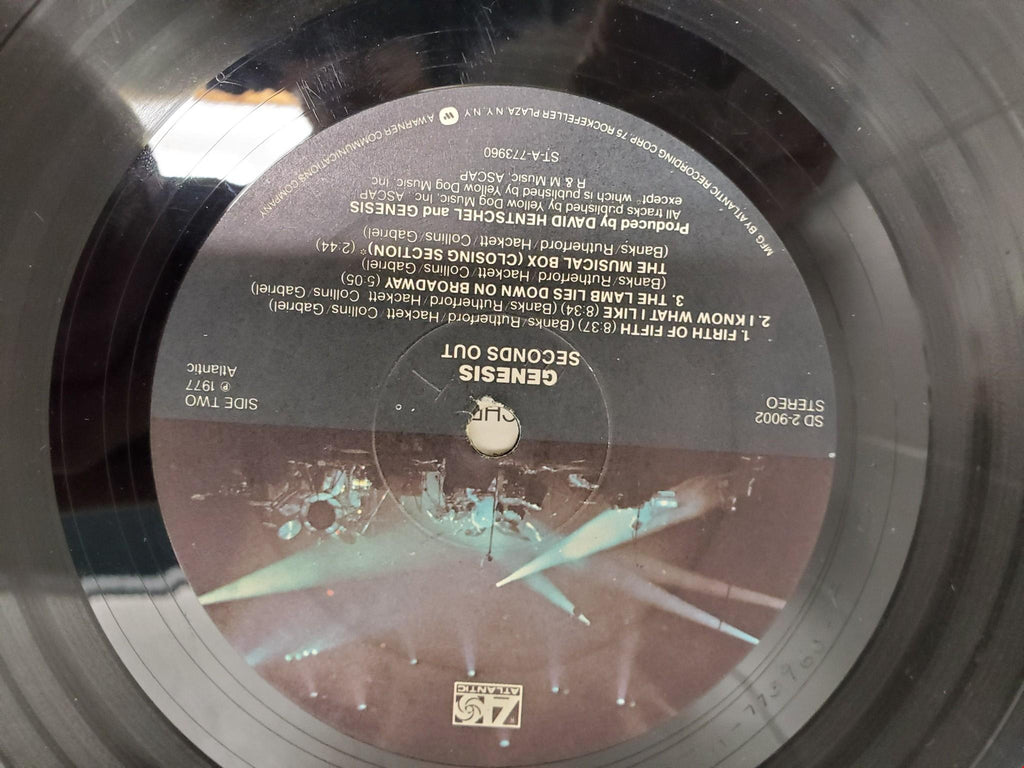 ATLANTIC
SD 2-9002
STEREO
SIDE TWO
℗ 1977
Atlantic
GENESIS
SECONDS OUT
1. FIRTH OF FIFTH (8:37) (Banks/Rutherford/Hackett/Collins/Gabriel)
2. I KNOW WHAT I LIKE (8:34) (Banks/Rutherford/Hackett/Collins/Gabriel)
3. THE LAMB LIES DOWN ON BROADWAY (5:05)
(Banks/Rutherford/Hackett/Collins/Gabriel)
THE MUSICAL BOX (CLOSING SECTION)* (2:44)
(Banks/Rutherford/Hackett/Collins/Gabriel)
Produced by DAVID HENTSCHEL and GENESIS
All tracks published by Yellow Dog Music, Inc. ASCAP
except * which is published by Yellow Dog Music Inc
R & M Music. ASCAP
ST-A-773960
MFG BY ATLANTIC RECORDING CORP. 75 ROCKEFELLER PLAZA N.Y. N.Y. A WARNER COMMUNICATIONS COMPANY